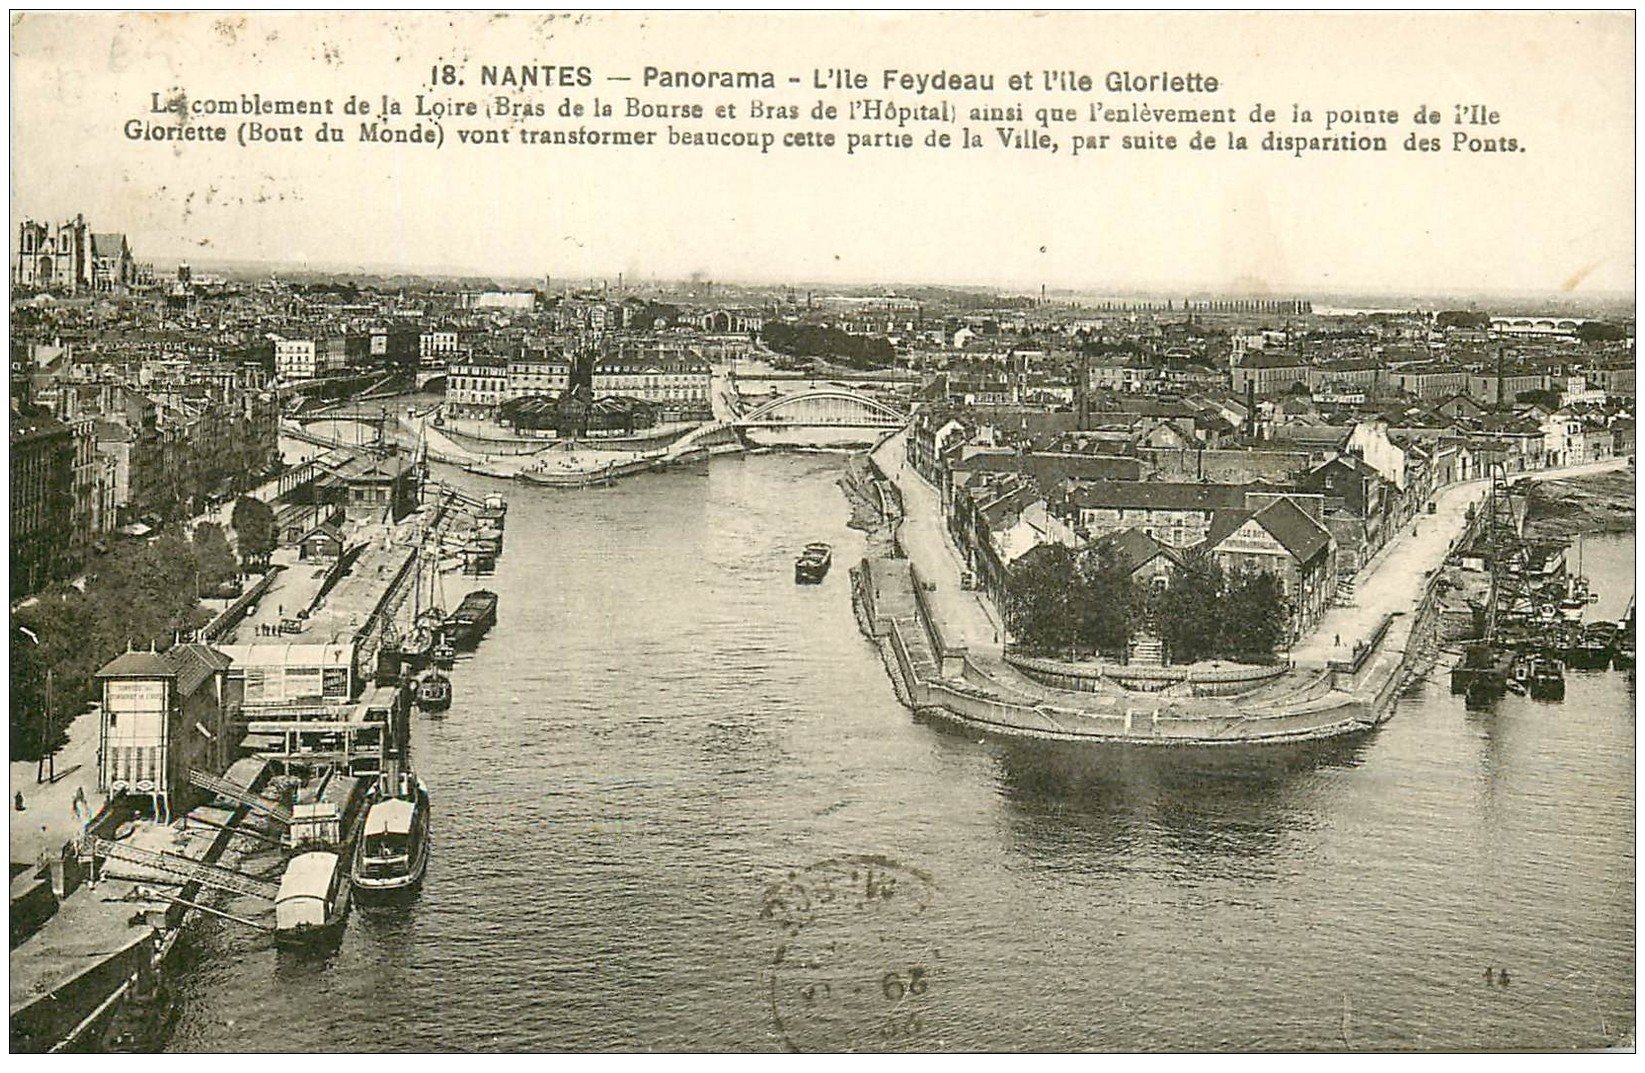 18. NANTES — Panorama - L'Ile Feydeau et l'Ile Gloriette
Le comblement de la Loire (Bras de la Bourse et Bras de l'Hôpital) ainsi que l'enlèvement de la pointe de l'Ile
Gloriette (Bout du Monde) vont transformer beaucoup cette partie de la Ville, par suite de la disparition des Ponts.
29
14